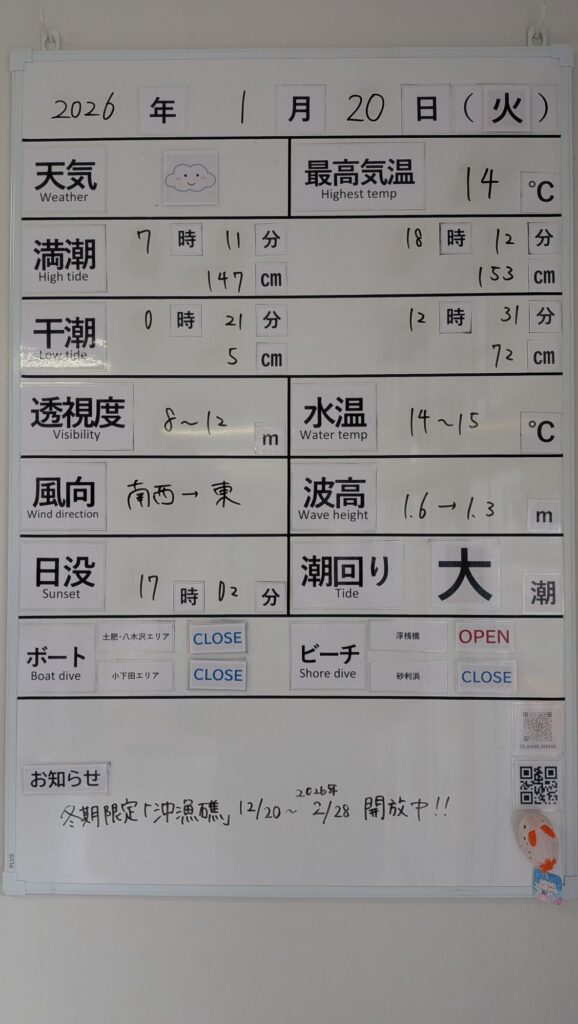 2026 年 1 月 20 日 (火)
天気 Weather
最高気温 Highest temp 14 ℃
満潮 High tide 7 時 11 分 147 cm 18 時 12 分 153 cm
干潮 Low tide 0 時 21 分 5 cm 12 時 31 分 72 cm
透視度 Visibility 8~12 m
水温 Water temp 14~15 ℃
風向 Wind direction 南西→東
波高 Wave height 1.6→1.3 m
日没 Sunset 17 時 02 分
潮回り Tide 大 潮
ボート Boat dive 土肥・八木沢エリア CLOSE
小下田エリア CLOSE
ビーチ Shore dive 浮桟橋 OPEN
砂利浜 CLOSE
お知らせ
冬期限定「沖漁礁」12/20~2026年2/28 開放中!!
PLUS